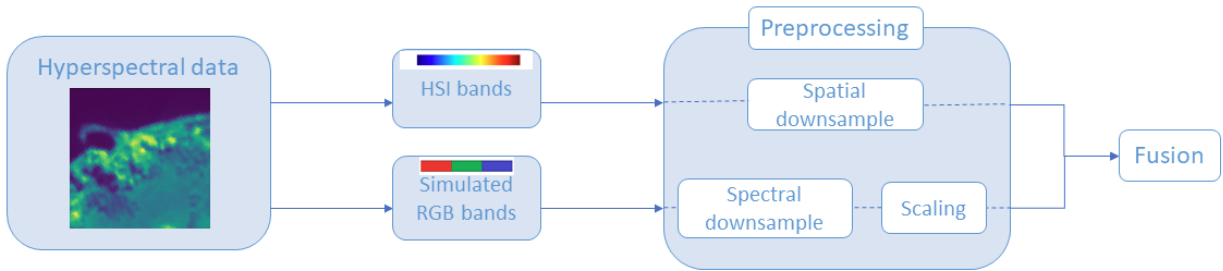 Hyperspectral data
HSI bands
Simulated
RGB bands
Preprocessing
Spatial
downsample
Spectral
downsample
Scaling
Fusion